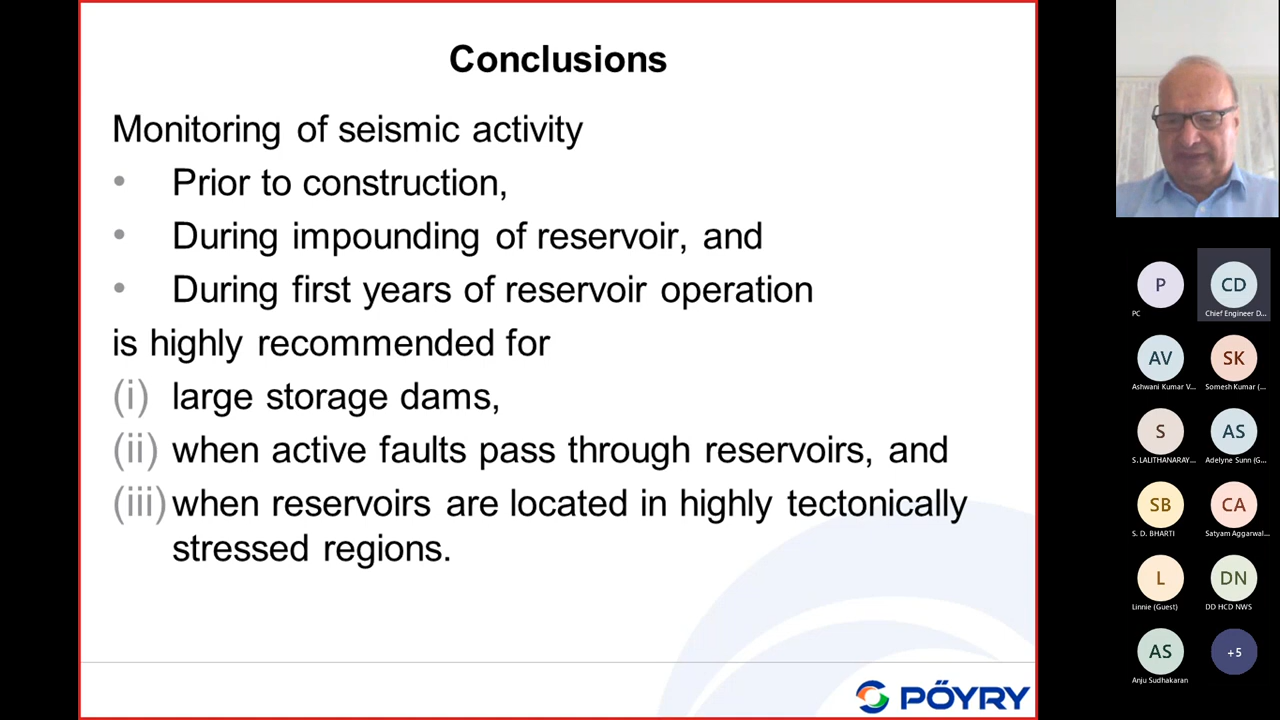 Conclusions
Monitoring of seismic activity
• Prior to construction,
• During impounding of reservoir, and
• During first years of reservoir operation
is highly recommended for
(i) large storage dams,
(ii) when active faults pass through reservoirs, and
(iii) when reservoirs are located in highly tectonically
stressed regions.
PÖYRY
P
PC
CD
Chief Engineer D...
AV
Ashwani Kumar V...
SK
Somesh Kumar (...
S
S. LALITHANARAY...
AS
Adelyne Sunn (G...
SB
S. D. BHARTI
CA
Satyam Aggarwal...
L
Linnie (Guest)
DN
DD HCD NWS
AS
Anju Sudhakaran
+5